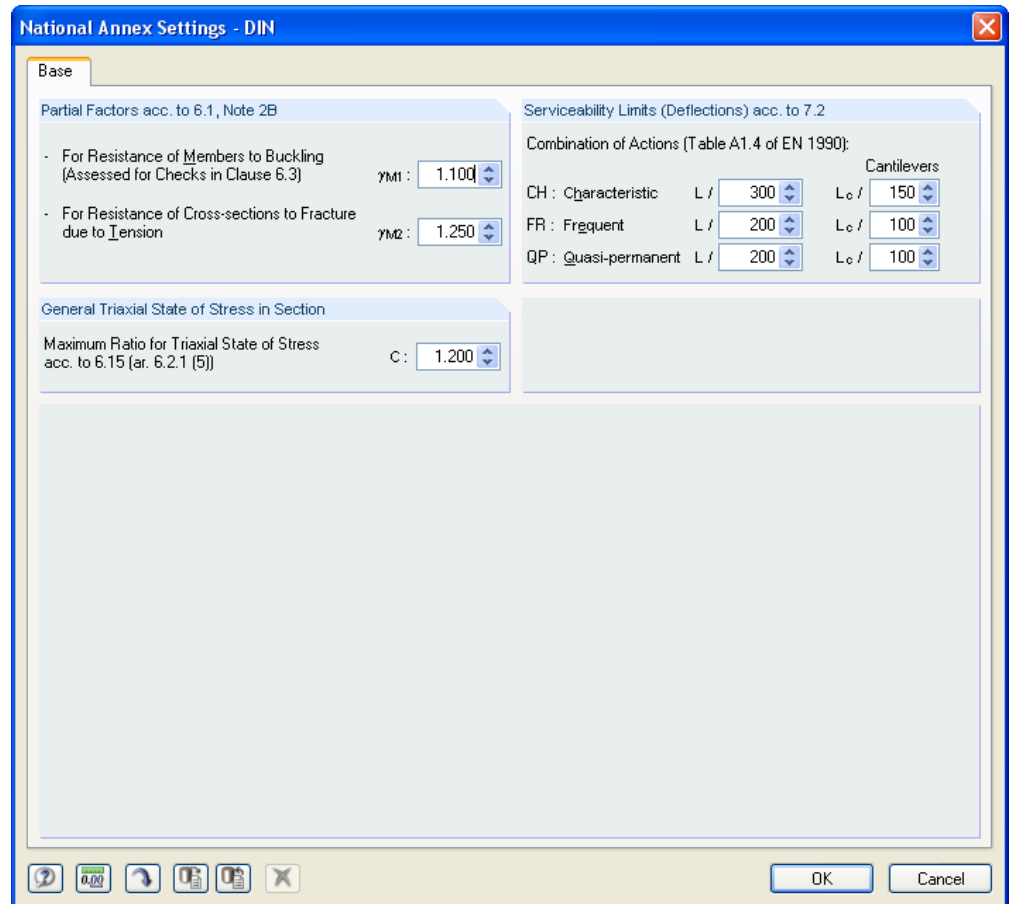 National Annex Settings - DIN
Base
Partial Factors acc. to 6.1, Note 2B
- For Resistance of Members to Buckling
(Assessed for Checks in Clause 6.3) γM1 : 1.100
- For Resistance of Cross-sections to Fracture
due to Tension γM2 : 1.250
Serviceability Limits (Deflections) acc. to 7.2
Combination of Actions (Table A1.4 of EN 1990):
Cantilevers
CH : Characteristic L / 300 Lc / 150
FR : Frequent L / 200 Lc / 100
QP : Quasi-permanent L / 200 Lc / 100
General Triaxial State of Stress in Section
Maximum Ratio for Triaxial State of Stress
acc. to 6.15 (ar. 6.2.1 (5)) C : 1.200
0.00
OK Cancel